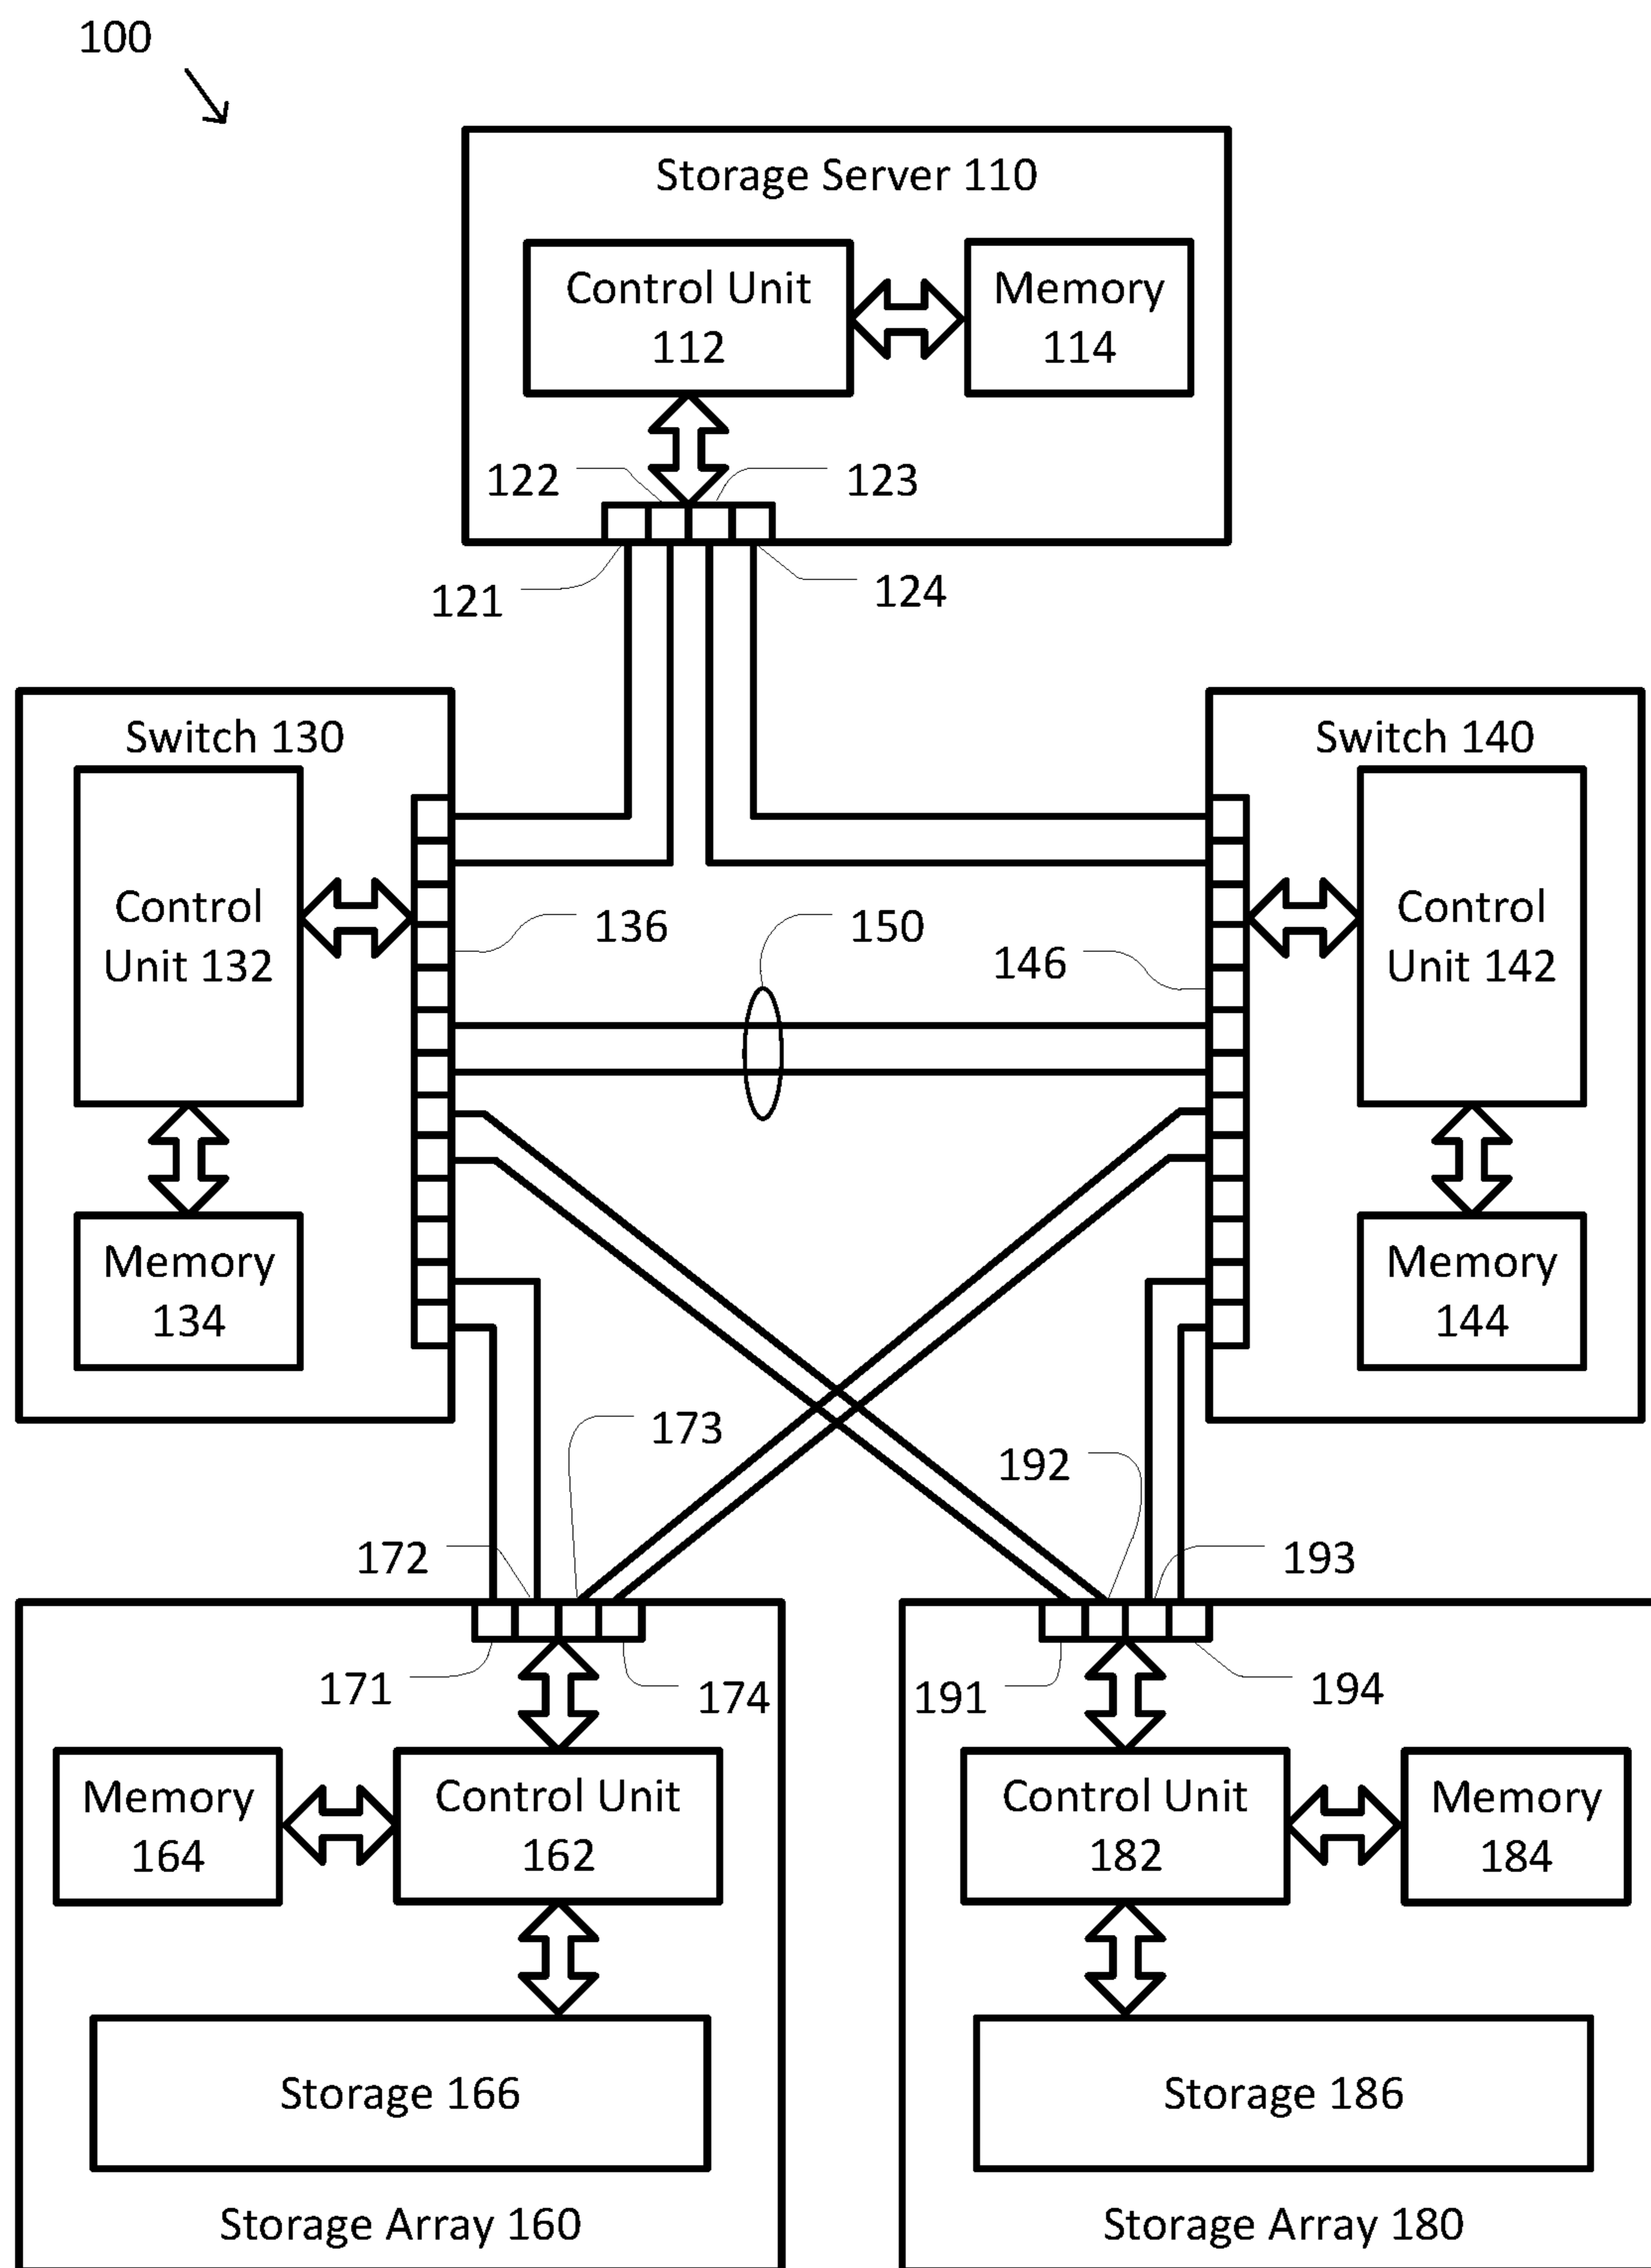 100
Storage Server 110
Control Unit
112
Memory
114
122
123
121
124
Switch 130
Control
Unit 132
Memory
134
136
150
146
Switch 140
Control
Unit 142
Memory
144
173
192
172
193
171
174
191
194
Memory
164
Control Unit
162
Storage 166
Storage Array 160
Control Unit
182
Memory
184
Storage 186
Storage Array 180